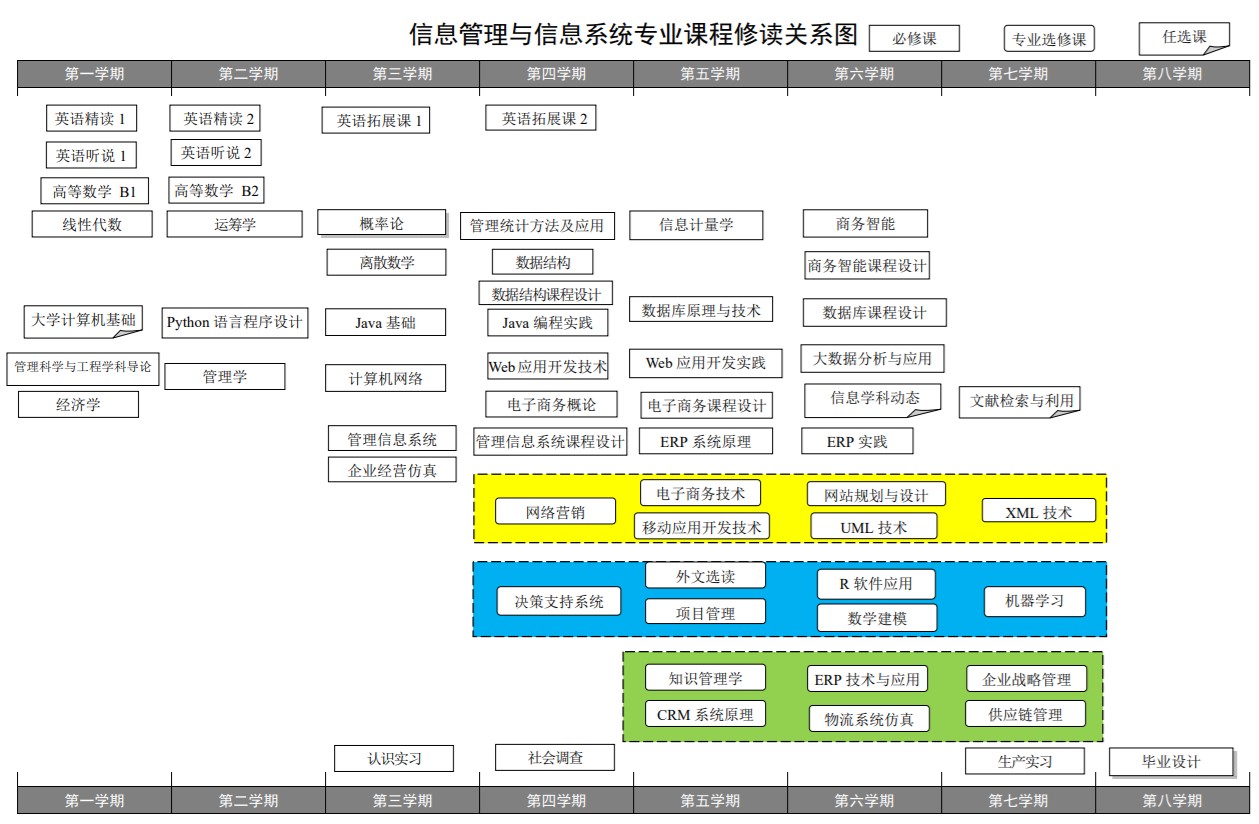 信息管理与信息系统专业课程修读关系图
必修课
专业选修课
任选课
第一学期 第二学期 第三学期 第四学期 第五学期 第六学期 第七学期 第八学期
英语精读 1 英语精读 2 英语拓展课 1 英语拓展课 2
英语听说 1 英语听说 2
高等数学 B1 高等数学 B2
线性代数 运筹学 概率论 管理统计方法及应用 信息计量学 商务智能
离散数学 数据结构 商务智能课程设计
数据结构课程设计
大学计算机基础 Python 语言程序设计 Java 基础 Java 编程实践 数据库原理与技术 数据库课程设计
管理科学与工程学科导论 管理学 计算机网络 Web 应用开发技术 Web 应用开发实践 大数据分析与应用
经济学 电子商务概论 电子商务课程设计 信息学科动态 文献检索与利用
管理信息系统 管理信息系统课程设计 ERP 系统原理 ERP 实践
企业经营仿真
网络营销 电子商务技术 网站规划与设计 XML 技术
移动应用开发技术 UML 技术
决策支持系统 外文选读 R 软件应用 机器学习
项目管理 数学建模
知识管理学 ERP 技术与应用 企业战略管理
CRM 系统原理 物流系统仿真 供应链管理
认识实习 社会调查 生产实习 毕业设计
第一学期 第二学期 第三学期 第四学期 第五学期 第六学期 第七学期 第八学期